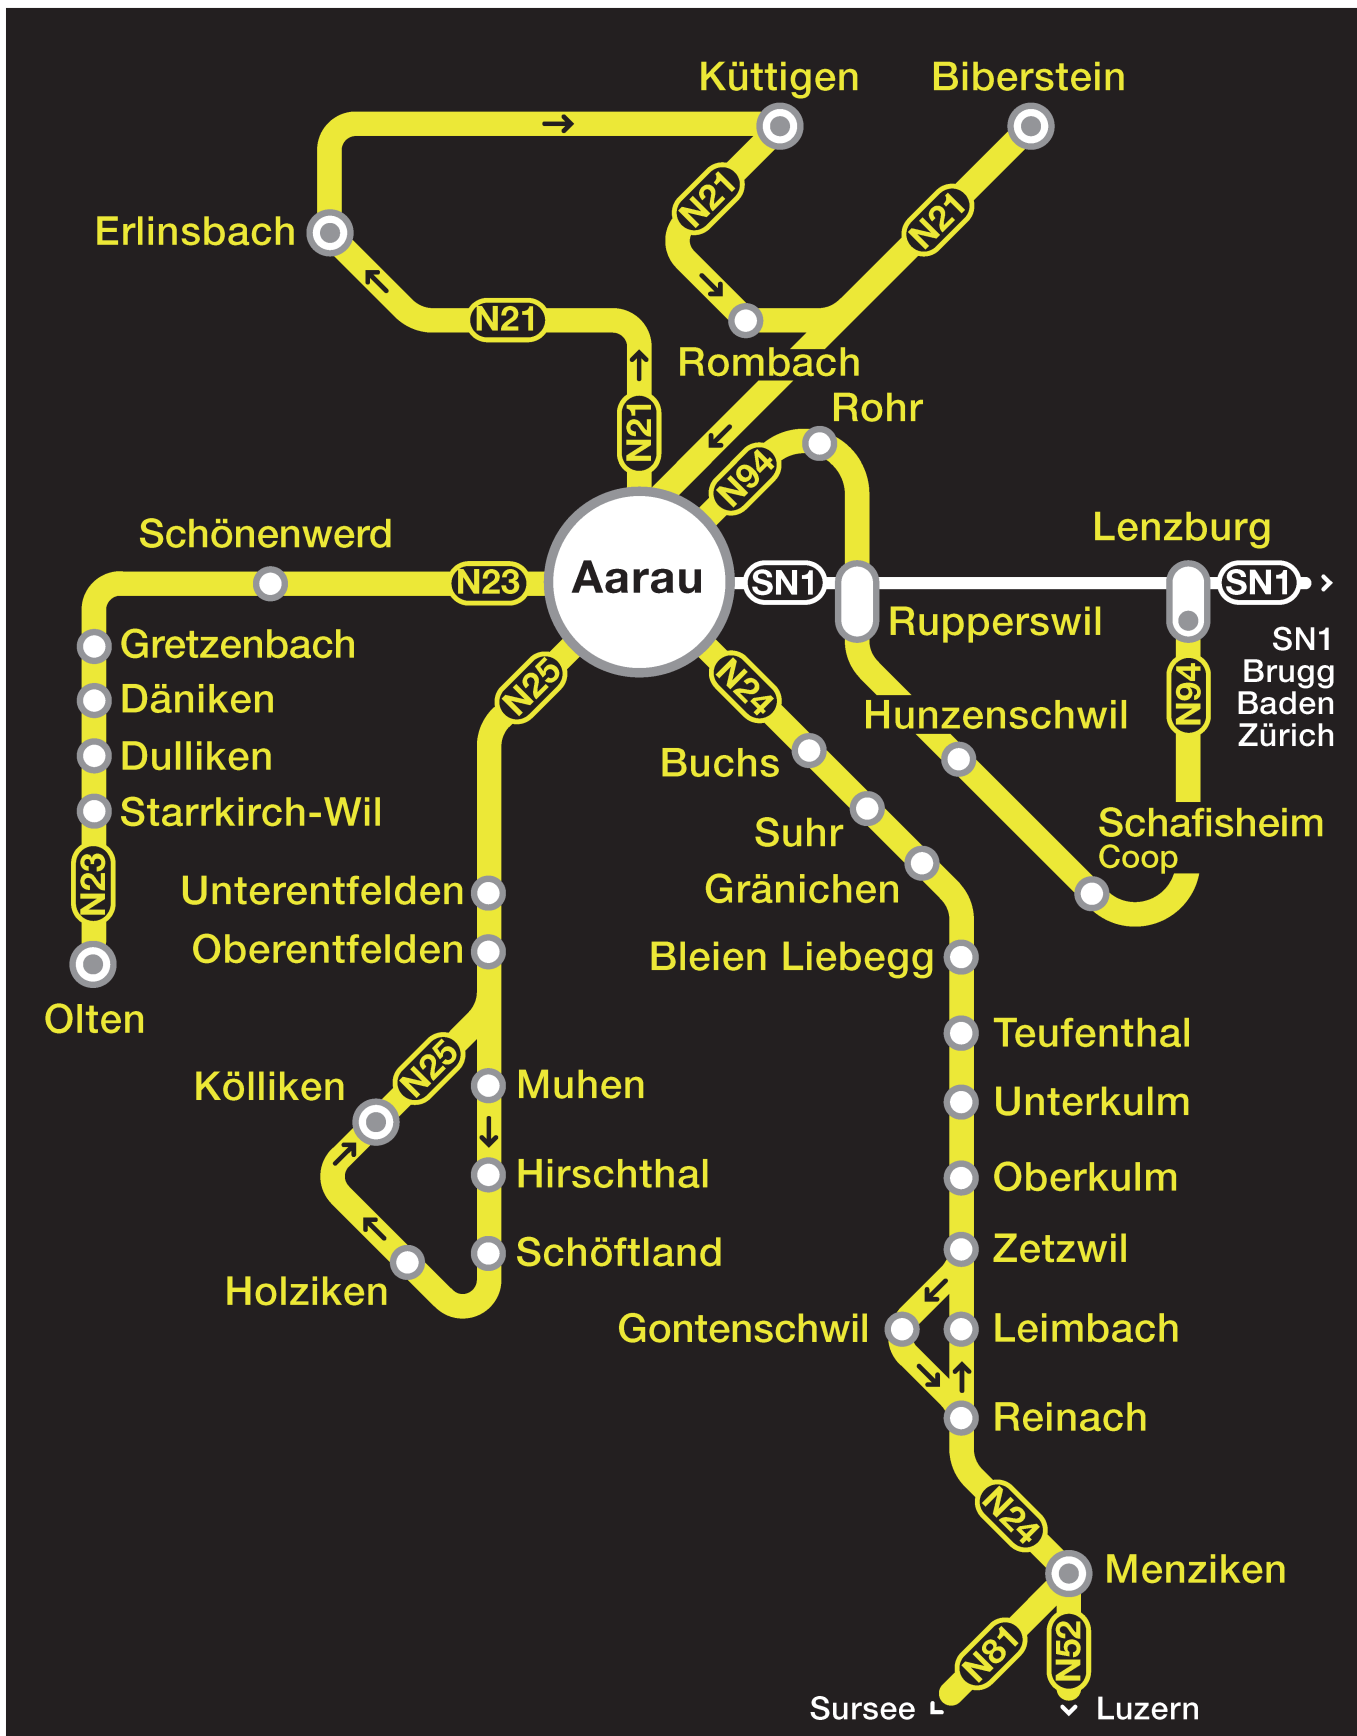 Küttigen
Biberstein
N21
N21
Erlinsbach
N21
Rombach
Rohr
N21
N94
Schönenwerd
Lenzburg
N23
Aarau
SN1
SN1
Rupperswil
SN1
Brugg
Baden
Zürich
Gretzenbach
N25
N24
N94
Däniken
Hunzenschwil
Dulliken
Buchs
Starrkirch-Wil
Suhr
Schafisheim
Coop
N23
Unterentfelden
Gränichen
Oberentfelden
Bleien Liebegg
Olten
Teufenthal
N25
Kölliken
Muhen
Unterkulm
Hirschthal
Oberkulm
Schöftland
Zetzwil
Holziken
Gontenschwil
Leimbach
Reinach
N24
Menziken
N81
N52
Sursee
Luzern